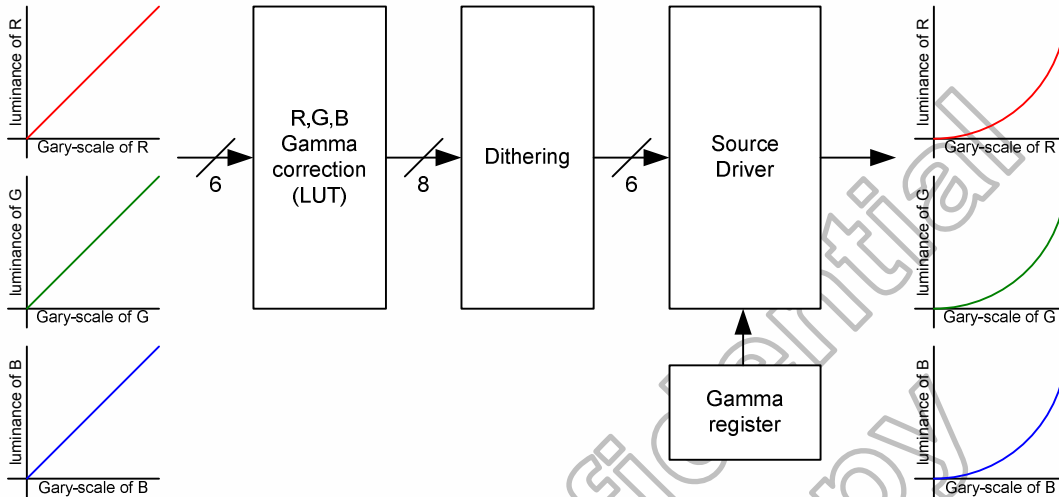 luminance of R
Gary-scale of R
luminance of G
Gary-scale of G
luminance of B
Gary-scale of B
6
R,G,B
Gamma
correction
(LUT)
8
Dithering
6
Source
Driver
Gamma
register
luminance of R
Gary-scale of R
luminance of G
Gary-scale of G
luminance of B
Gary-scale of B